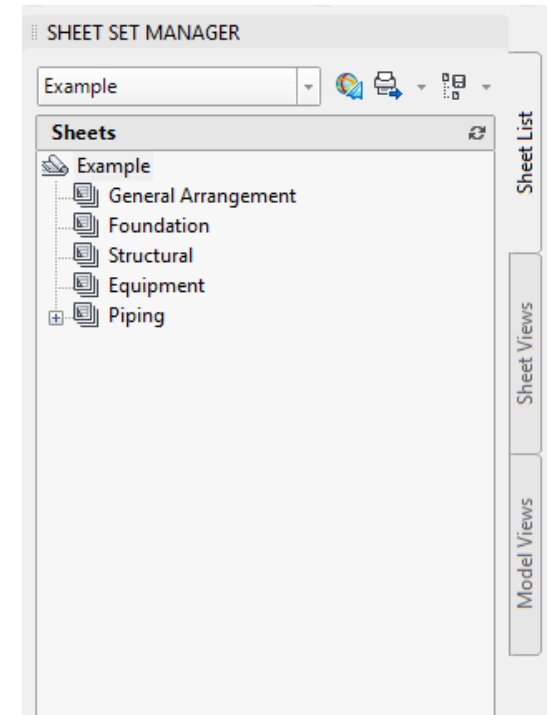 SHEET SET MANAGER
Example
Sheets
Example
General Arrangement
Foundation
Structural
Equipment
Piping
Sheet List
Sheet Views
Model Views